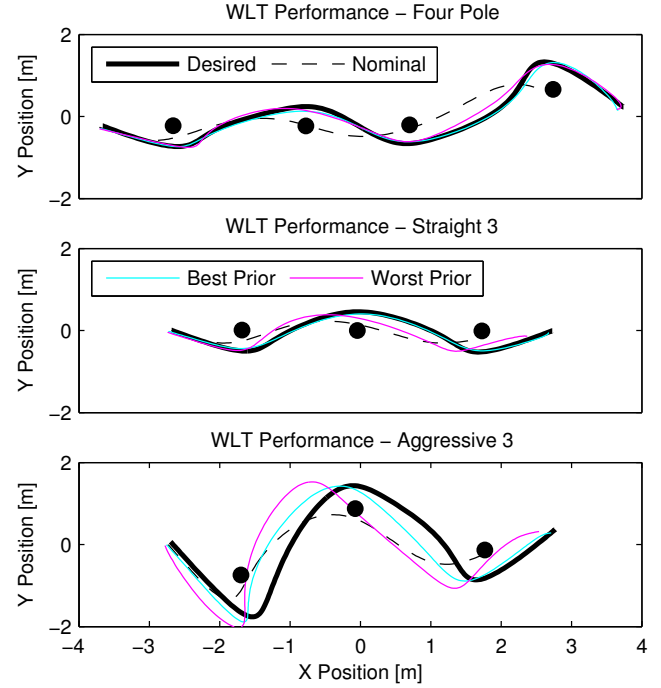 WLT Performance – Four Pole
2
0
−2
Y Position [m]
Desired
Nominal
WLT Performance – Straight 3
2
0
−2
Y Position [m]
Best Prior
Worst Prior
WLT Performance – Aggressive 3
2
0
−2
Y Position [m]
−4 −3 −2 −1 0 1 2 3 4
X Position [m]